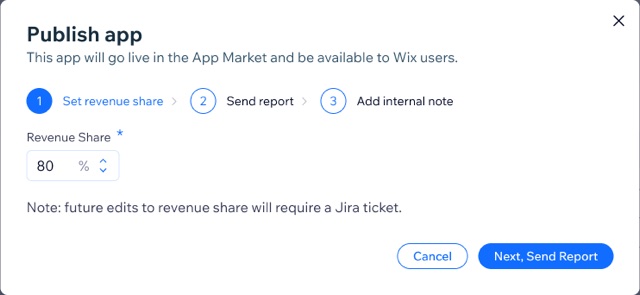 Publish app
This app will go live in the App Market and be available to Wix users.
1 Set revenue share > 2 Send report > 3 Add internal note
Revenue Share *
80 %
Note: future edits to revenue share will require a Jira ticket.
Cancel Next, Send Report